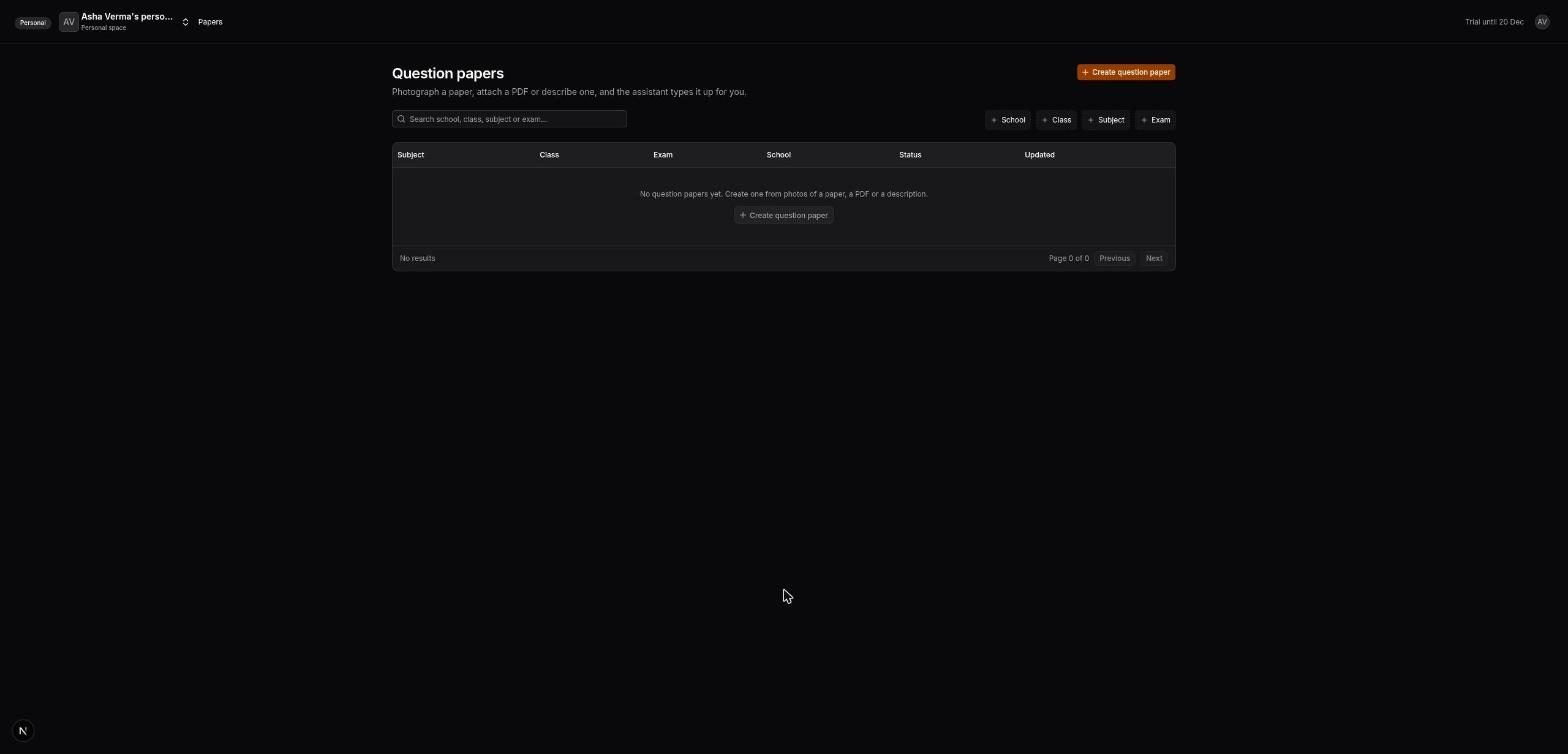 Personal
AV
Asha Verma's perso...
Personal space
Papers
Trial until 20 Dec
AV
Question papers
Create question paper
Photograph a paper, attach a PDF or describe one, and the assistant types it up for you.
Search school, class, subject or exam...
+ School
+ Class
+ Subject
+ Exam
Subject Class Exam School Status Updated
No question papers yet. Create one from photos of a paper, a PDF or a description.
+ Create question paper
No results
Page 0 of 0 Previous Next
N